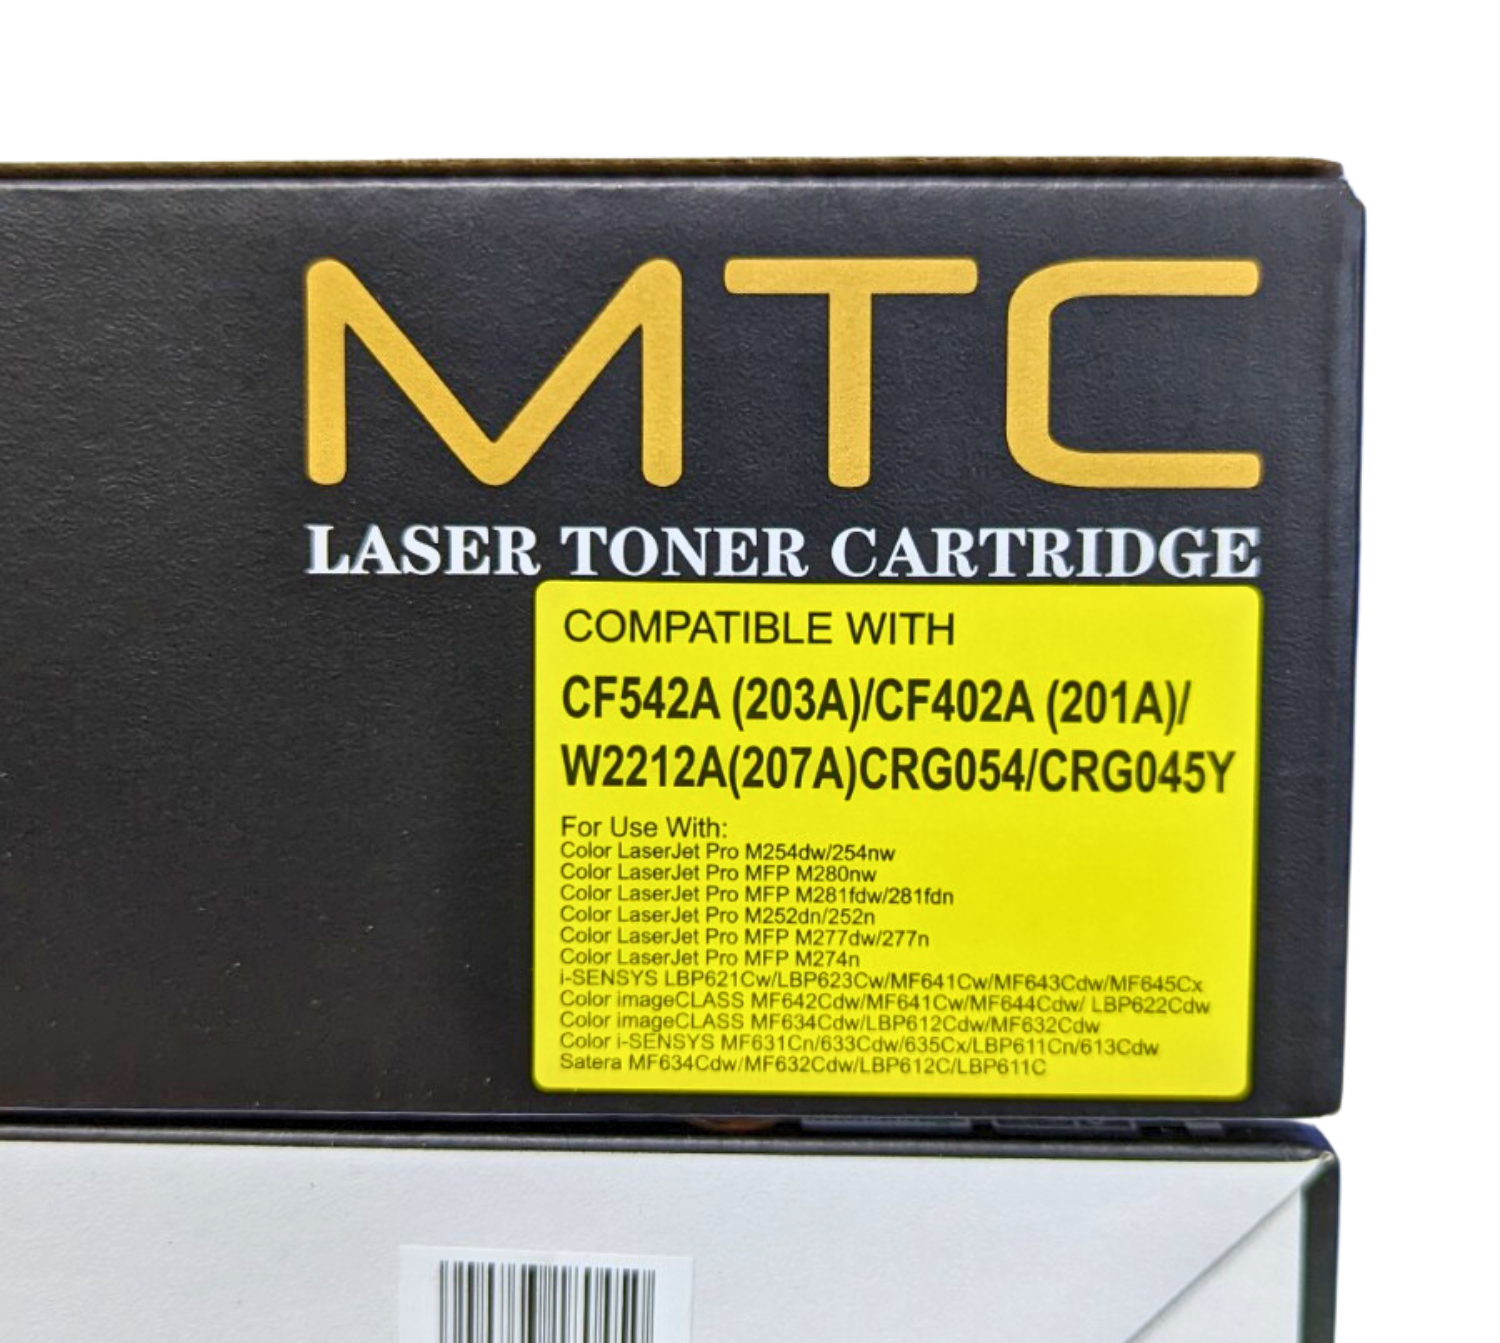 MTC
LASER TONER CARTRIDGE
COMPATIBLE WITH
CF542A (203A)/CF402A (201A)/
W2212A(207A)CRG054/CRG045Y
For Use With:
Color LaserJet Pro M254dw/254nw
Color LaserJet Pro MFP M280nw
Color LaserJet Pro MFP M281fdw/281fdn
Color LaserJet Pro M252dn/252n
Color LaserJet Pro MFP M277dw/277n
Color LaserJet Pro MFP M274n
i-SENSYS LBP621Cw/LBP623Cw/MF641Cw/MF643Cdw/MF645Cx
Color imageCLASS MF642Cdw/MF641Cw/MF644Cdw/ LBP622Cdw
Color imageCLASS MF634Cdw/LBP612Cdw/MF632Cdw
Color i-SENSYS MF631Cn/633Cdw/635Cx/LBP611Cn/613Cdw
Satera MF634Cdw/MF632Cdw/LBP612C/LBP611C